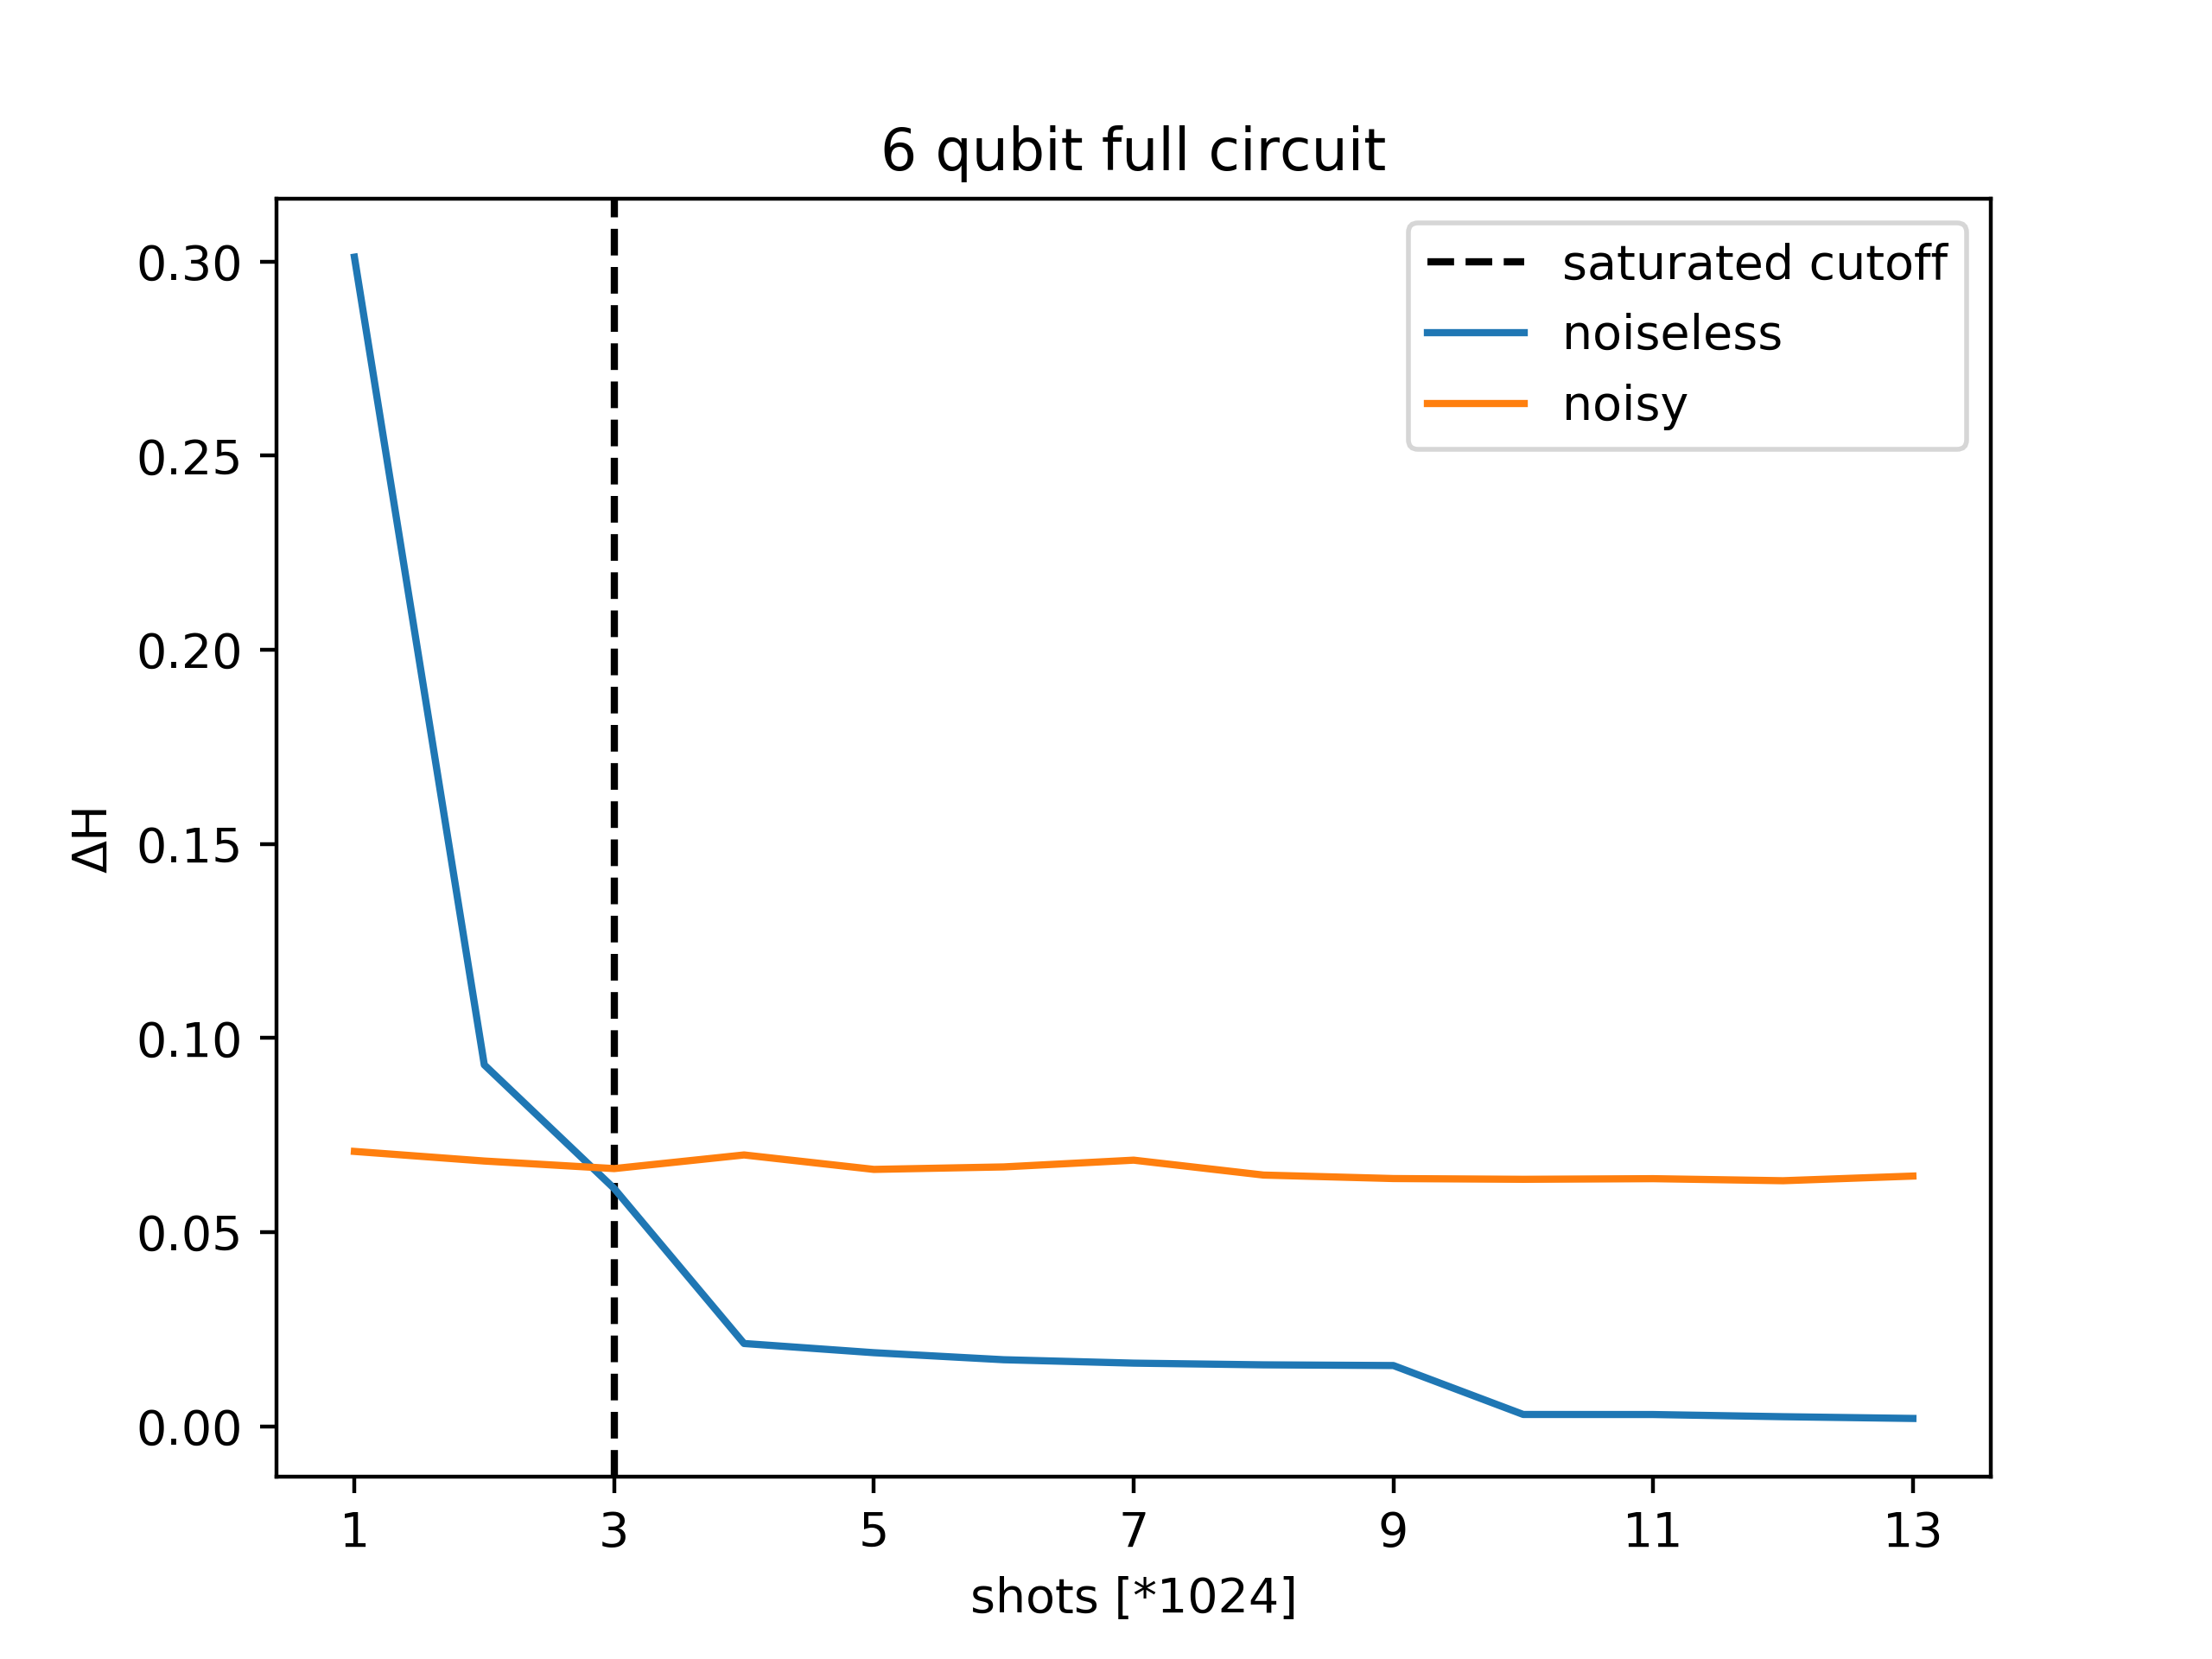 6 qubit full circuit
saturated cutoff
noiseless
noisy
0.30
0.25
0.20
0.15
0.10
0.05
0.00
ΔH
1 3 5 7 9 11 13
shots [*1024]